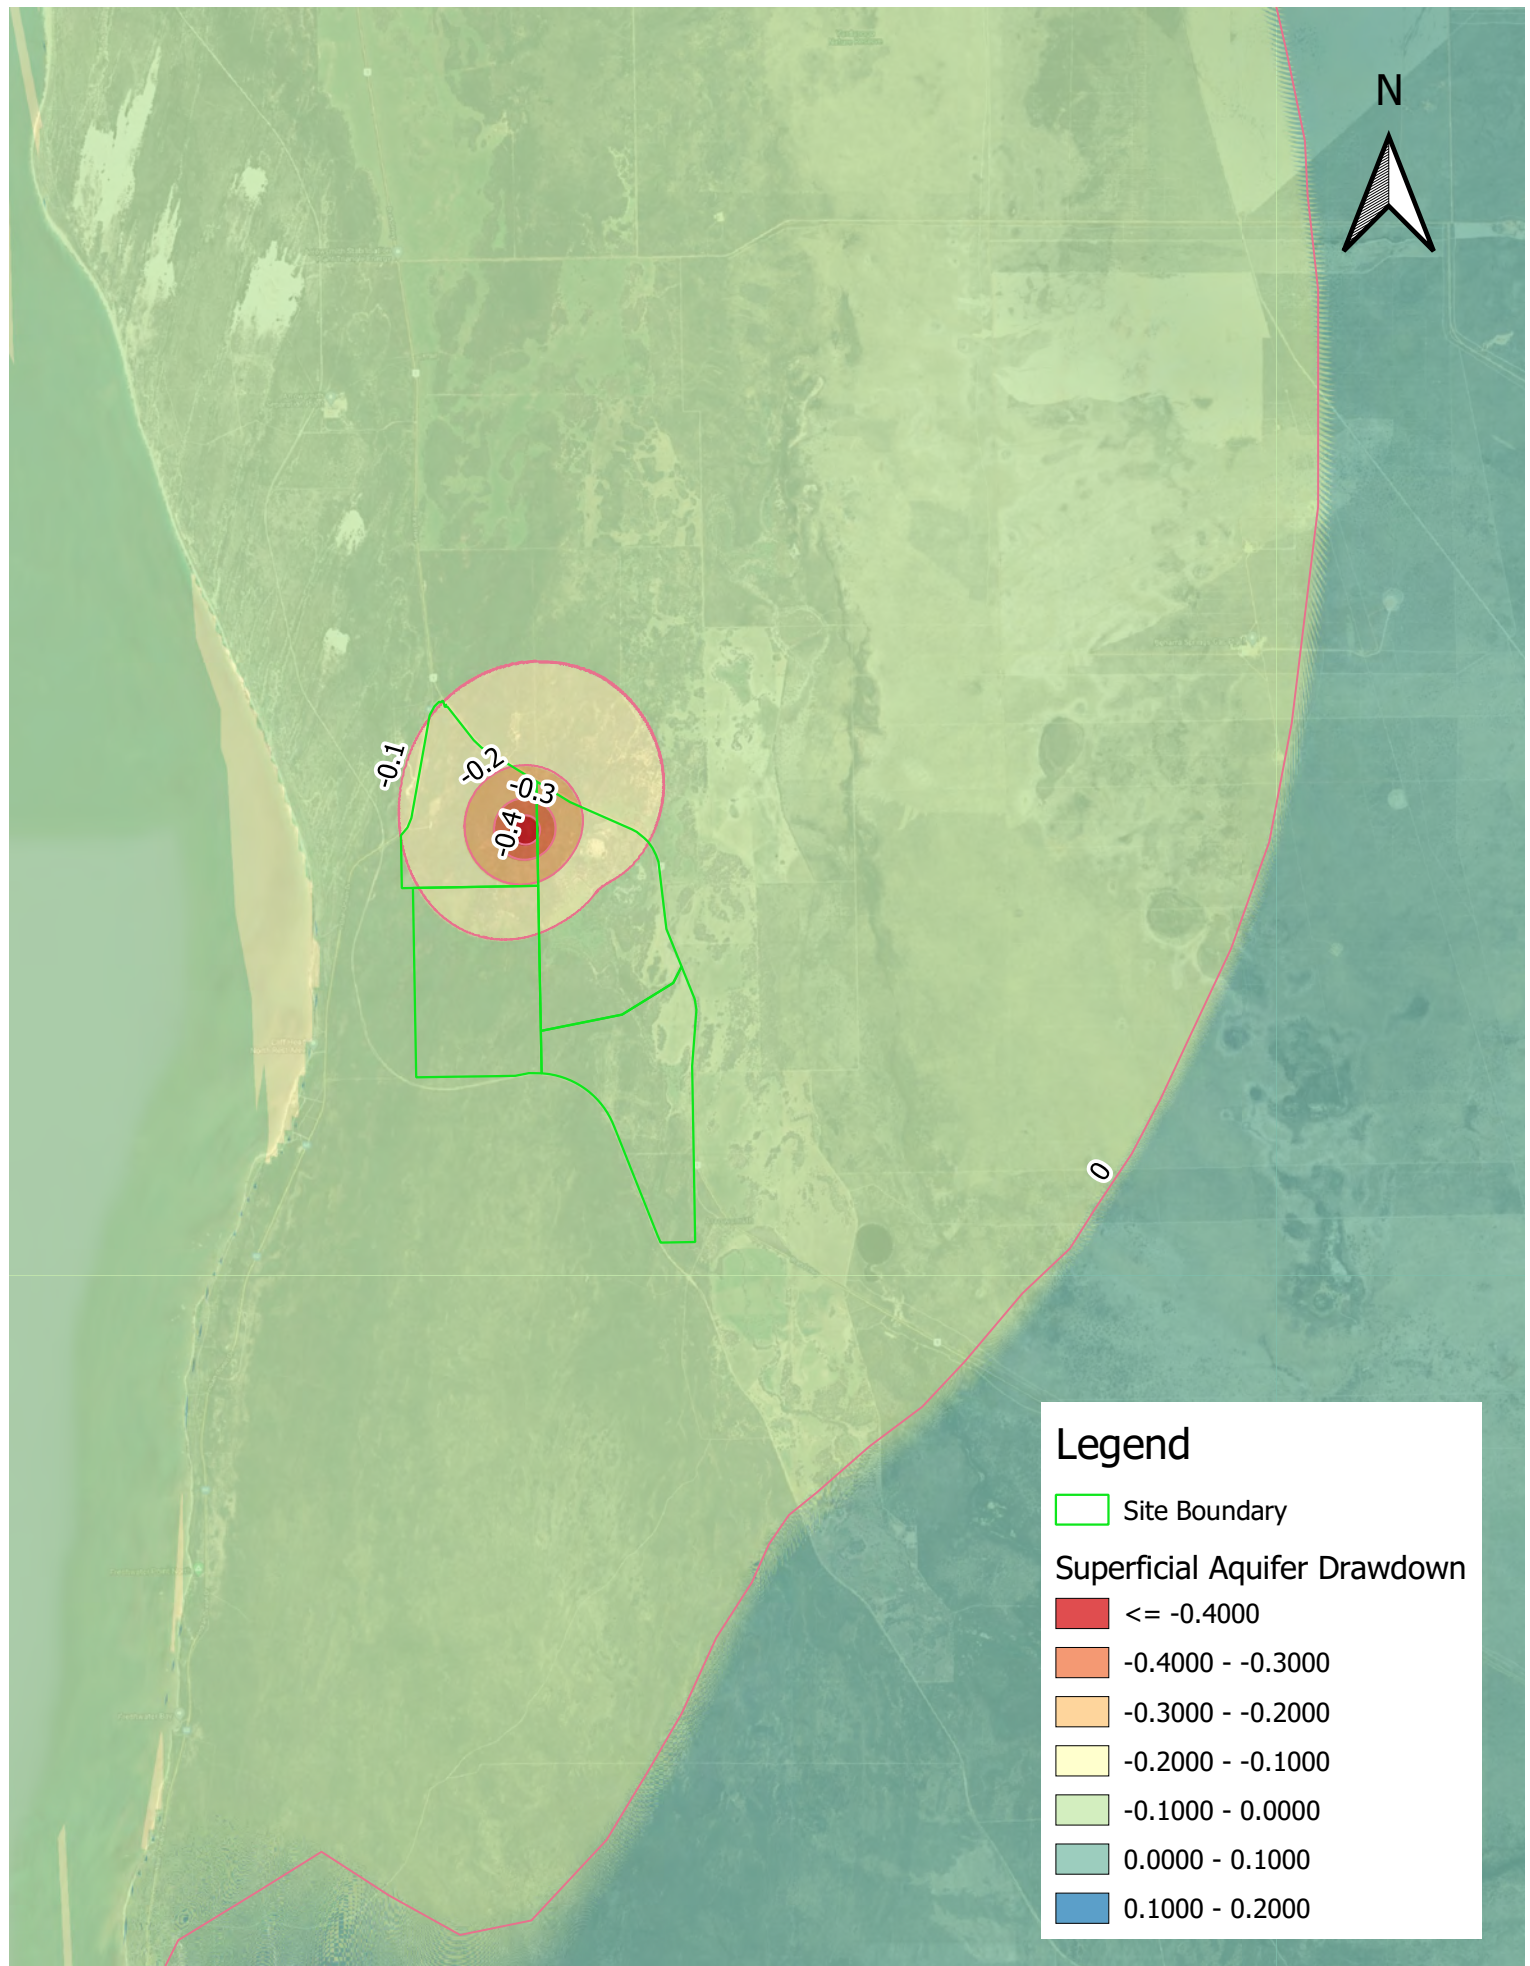 N
-0.1
-0.2
-0.3
-0.4
0
Legend
Site Boundary
Superficial Aquifer Drawdown
<= -0.4000
-0.4000 - -0.3000
-0.3000 - -0.2000
-0.2000 - -0.1000
-0.1000 - 0.0000
0.0000 - 0.1000
0.1000 - 0.2000